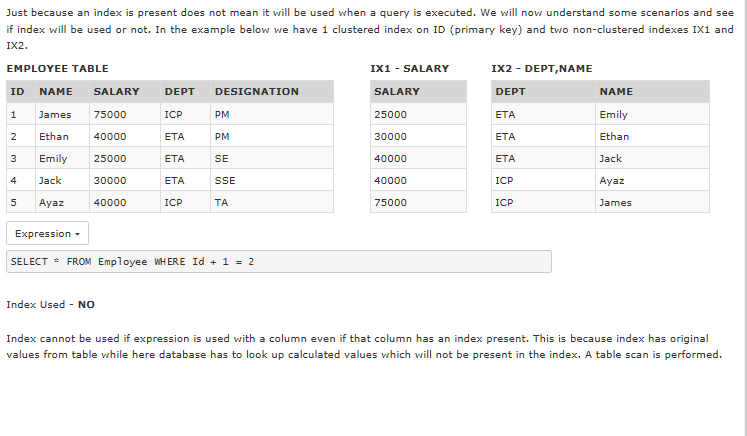 Just because an index is present does not mean it will be used when a query is executed. We will now understand some scenarios and see
if index will be used or not. In the example below we have 1 clustered index on ID (primary key) and two non-clustered indexes IX1 and
IX2.
EMPLOYEE TABLE
ID NAME SALARY DEPT DESIGNATION
1 James 75000 ICP PM
2 Ethan 40000 ETA PM
3 Emily 25000 ETA SE
4 Jack 30000 ETA SSE
5 Ayaz 40000 ICP TA
IX1 - SALARY
SALARY
25000
30000
40000
40000
75000
IX2 - DEPT,NAME
DEPT NAME
ETA Emily
ETA Ethan
ETA Jack
ICP Ayaz
ICP James
Expression
SELECT * FROM Employee WHERE Id + 1 = 2
Index Used - NO
Index cannot be used if expression is used with a column even if that column has an index present. This is because index has original
values from table while here database has to look up calculated values which will not be present in the index. A table scan is performed.